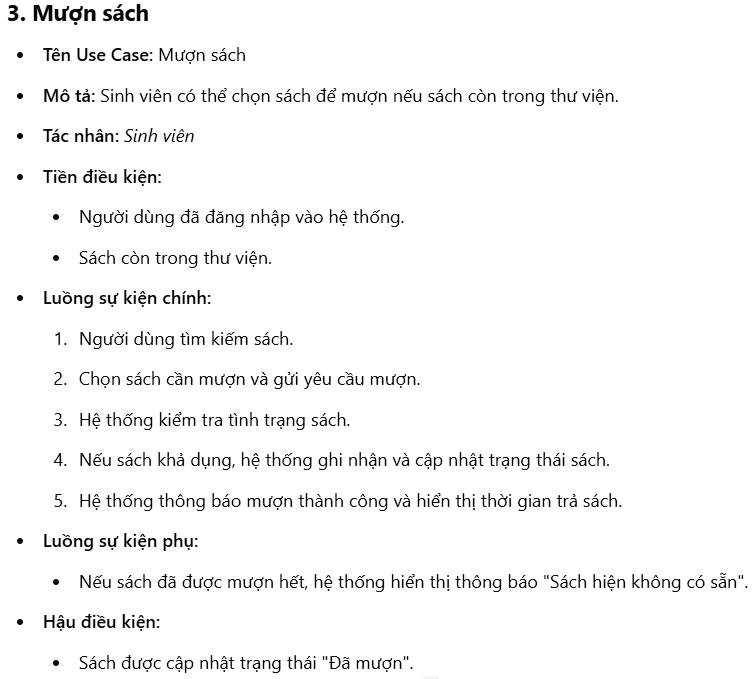 3. Mượn sách
• Tên Use Case: Mượn sách
• Mô tả: Sinh viên có thể chọn sách để mượn nếu sách còn trong thư viện.
• Tác nhân: Sinh viên
• Tiền điều kiện:
• Người dùng đã đăng nhập vào hệ thống.
• Sách còn trong thư viện.
• Luồng sự kiện chính:
1. Người dùng tìm kiếm sách.
2. Chọn sách cần mượn và gửi yêu cầu mượn.
3. Hệ thống kiểm tra tình trạng sách.
4. Nếu sách khả dụng, hệ thống ghi nhận và cập nhật trạng thái sách.
5. Hệ thống thông báo mượn thành công và hiển thị thời gian trả sách.
• Luồng sự kiện phụ:
• Nếu sách đã được mượn hết, hệ thống hiển thị thông báo "Sách hiện không có sẵn".
• Hậu điều kiện:
• Sách được cập nhật trạng thái "Đã mượn".